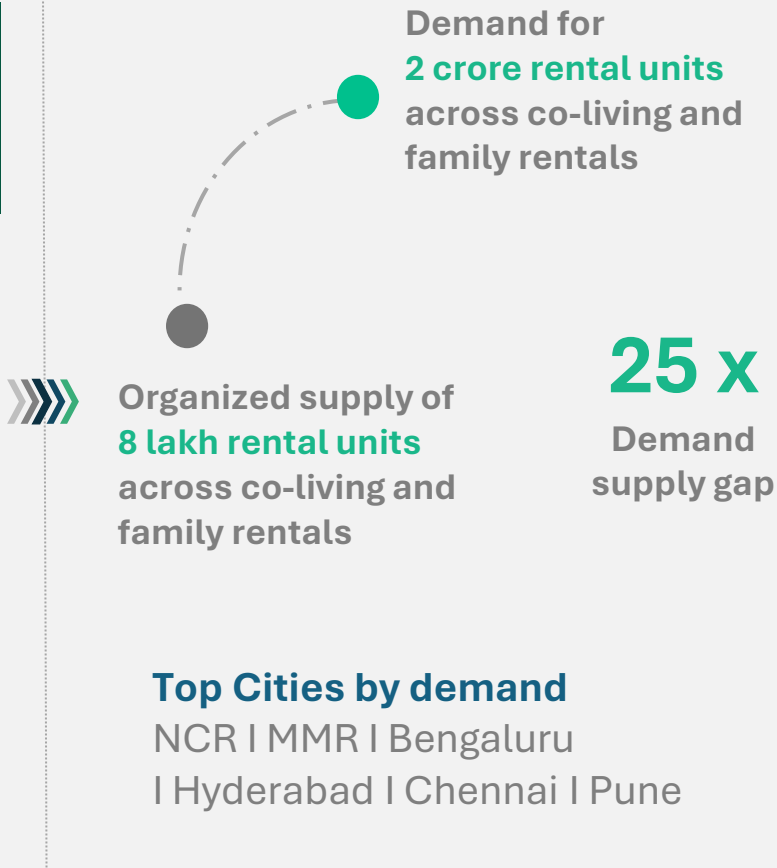 Demand for
2 crore rental units
across co-living and
family rentals
Organized supply of
8 lakh rental units
across co-living and
family rentals
25 x
Demand
supply gap
Top Cities by demand
NCR I MMR I Bengaluru
I Hyderabad I Chennai I Pune